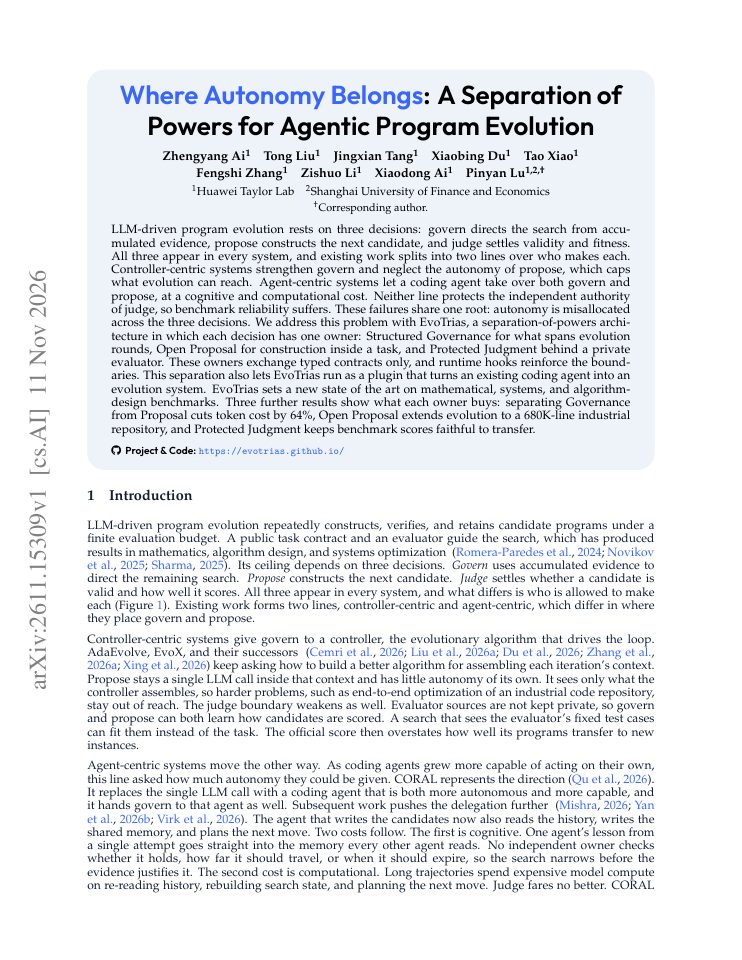 Where Autonomy Belongs: A Separation of
Powers for Agentic Program Evolution
Zhengyang Ai¹ Tong Liu¹ Jingxian Tang¹ Xiaobing Du¹ Tao Xiao¹
Fengshi Zhang¹ Zishuo Li¹ Xiaodong Ai¹ Pinyan Lu¹,²,†
¹Huawei Taylor Lab ²Shanghai University of Finance and Economics
†Corresponding author.
LLM-driven program evolution rests on three decisions: govern directs the search from accu-
mulated evidence, propose constructs the next candidate, and judge settles validity and fitness.
All three appear in every system, and existing work splits into two lines over who makes each.
Controller-centric systems strengthen govern and neglect the autonomy of propose, which caps
what evolution can reach. Agent-centric systems let a coding agent take over both govern and
propose, at a cognitive and computational cost. Neither line protects the independent authority
of judge, so benchmark reliability suffers. These failures share one root: autonomy is misallocated
across the three decisions. We address this problem with EvoTrias, a separation-of-powers archi-
tecture in which each decision has one owner: Structured Governance for what spans evolution
rounds, Open Proposal for construction inside a task, and Protected Judgment behind a private
evaluator. These owners exchange typed contracts only, and runtime hooks reinforce the bound-
aries. This separation also lets EvoTrias run as a plugin that turns an existing coding agent into an
evolution system. EvoTrias sets a new state of the art on mathematical, systems, and algorithm-
design benchmarks. Three further results show what each owner buys: separating Governance
from Proposal cuts token cost by 64%, Open Proposal extends evolution to a 680K-line industrial
repository, and Protected Judgment keeps benchmark scores faithful to transfer.
Project & Code: https://evotrias.github.io/
arXiv:2611.15309v1 [cs.AI] 11 Nov 2026
1 Introduction
LLM-driven program evolution repeatedly constructs, verifies, and retains candidate programs under a
finite evaluation budget. A public task contract and an evaluator guide the search, which has produced
results in mathematics, algorithm design, and systems optimization (Romera-Paredes et al., 2024; Novikov
et al., 2025; Sharma, 2025). Its ceiling depends on three decisions. Govern uses accumulated evidence to
direct the remaining search. Propose constructs the next candidate. Judge settles whether a candidate is
valid and how well it scores. All three appear in every system, and what differs is who is allowed to make
each (Figure 1). Existing work forms two lines, controller-centric and agent-centric, which differ in where
they place govern and propose.
Controller-centric systems give govern to a controller, the evolutionary algorithm that drives the loop.
AdaEvolve, EvoX, and their successors (Cemri et al., 2026; Liu et al., 2026a; Du et al., 2026; Zhang et al.,
2026a; Xing et al., 2026) keep asking how to build a better algorithm for assembling each iteration's context.
Propose stays a single LLM call inside that context and has little autonomy of its own. It sees only what the
controller assembles, so harder problems, such as end-to-end optimization of an industrial code repository,
stay out of reach. The judge boundary weakens as well. Evaluator sources are not kept private, so govern
and propose can both learn how candidates are scored. A search that sees the evaluator's fixed test cases
can fit them instead of the task. The official score then overstates how well its programs transfer to new
instances.
Agent-centric systems move the other way. As coding agents grew more capable of acting on their own,
this line asked how much autonomy they could be given. CORAL represents the direction (Qu et al., 2026).
It replaces the single LLM call with a coding agent that is both more autonomous and more capable, and
it hands govern to that agent as well. Subsequent work pushes the delegation further (Mishra, 2026; Yan
et al., 2026b; Virk et al., 2026). The agent that writes the candidates now also reads the history, writes the
shared memory, and plans the next move. Two costs follow. The first is cognitive. One agent's lesson from
a single attempt goes straight into the memory every other agent reads. No independent owner checks
whether it holds, how far it should travel, or when it should expire, so the search narrows before the
evidence justifies it. The second cost is computational. Long trajectories spend expensive model compute
on re-reading history, rebuilding search state, and planning the next move. Judge fares no better. CORAL